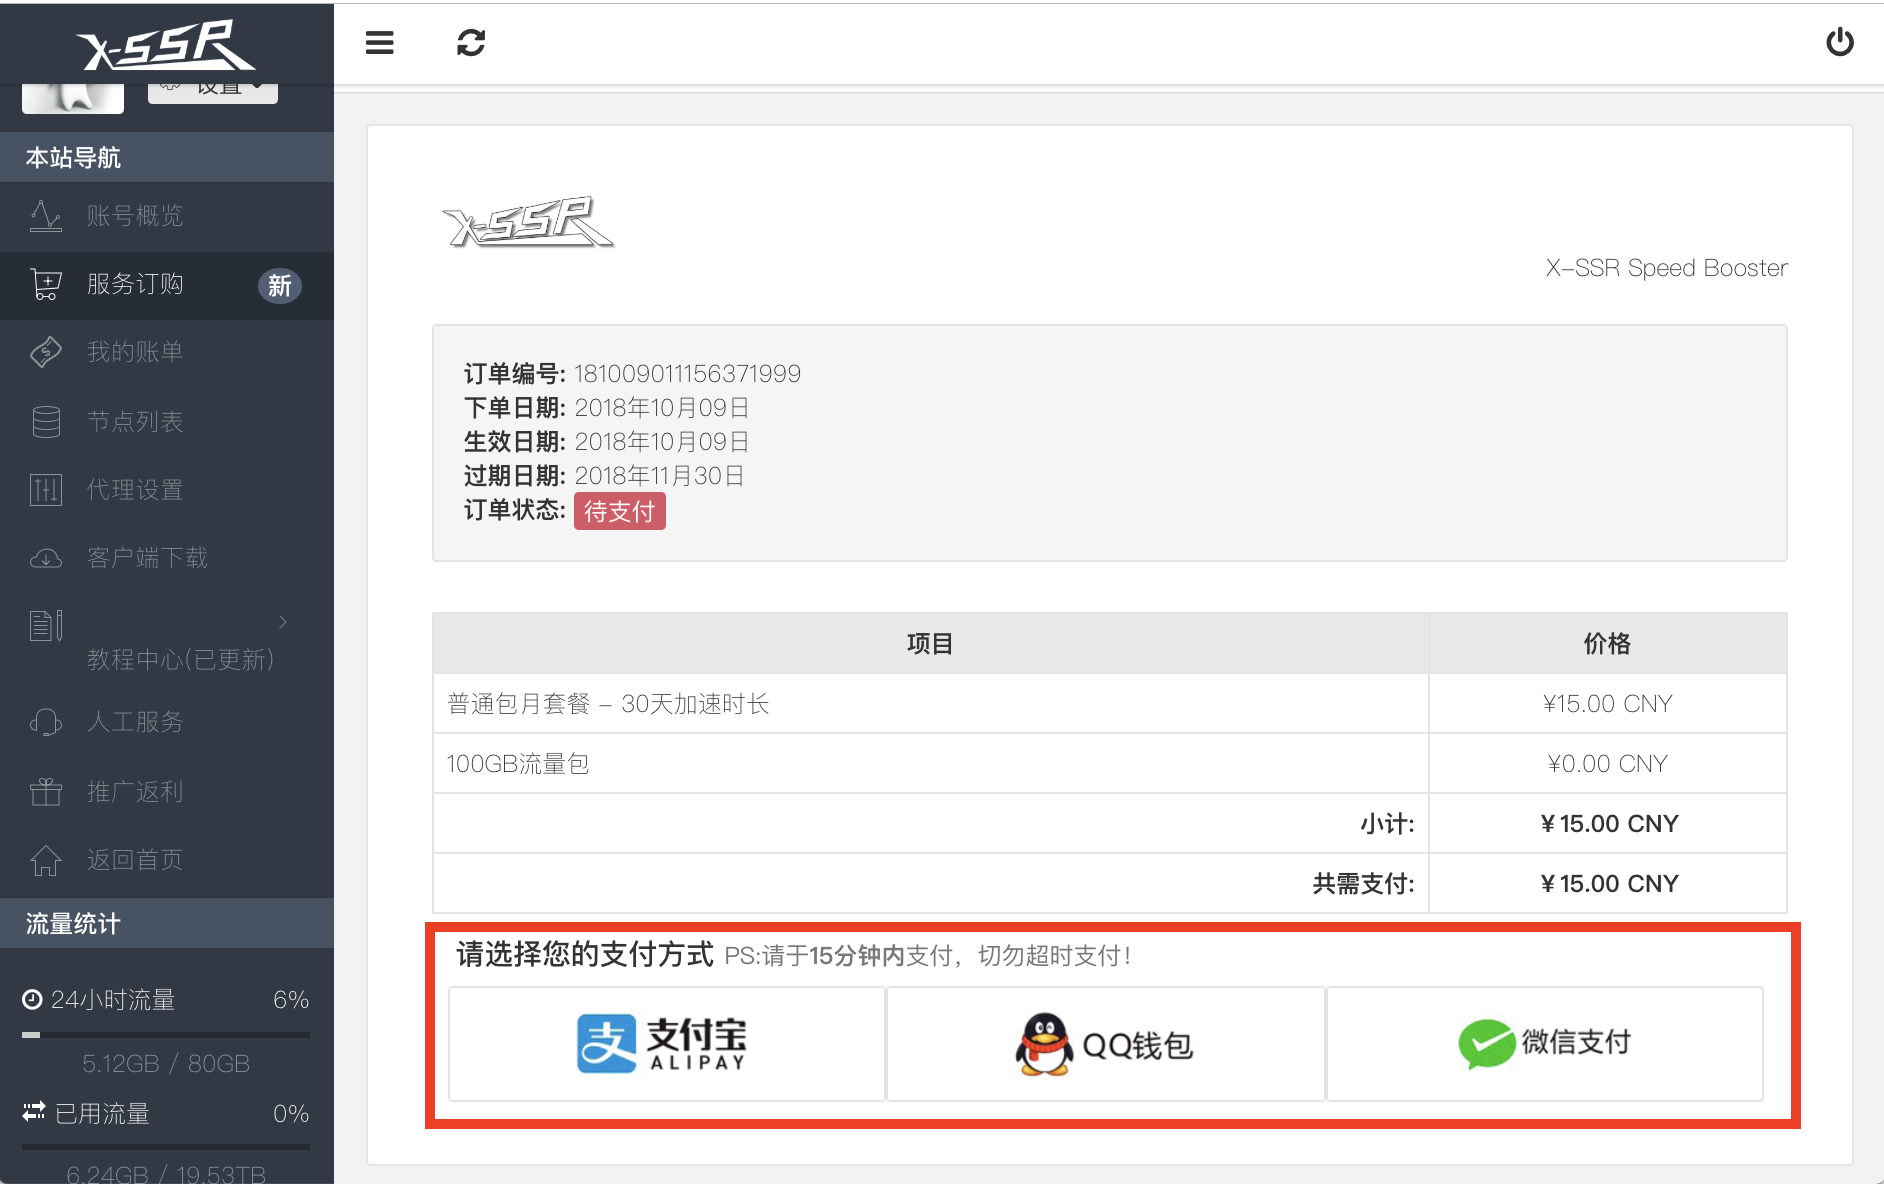 X-SSR
设置
本站导航
账号概览
服务订购
新
我的账单
节点列表
代理设置
客户端下载
教程中心(已更新)
人工服务
推广返利
返回首页
流量统计
24小时流量 6%
5.12GB / 80GB
已用流量 0%
6.24GB / 19.53TB
X-SSR
X-SSR Speed Booster
订单编号: 181009011156371999
下单日期: 2018年10月09日
生效日期: 2018年10月09日
过期日期: 2018年11月30日
订单状态: 待支付
项目 价格
普通包月套餐 - 30天加速时长 ¥15.00 CNY
100GB流量包 ¥0.00 CNY
小计: ¥15.00 CNY
共需支付: ¥15.00 CNY
请选择您的支付方式 PS:请于15分钟内支付，切勿超时支付！
支 支付宝
ALIPAY
QQ钱包
微信支付